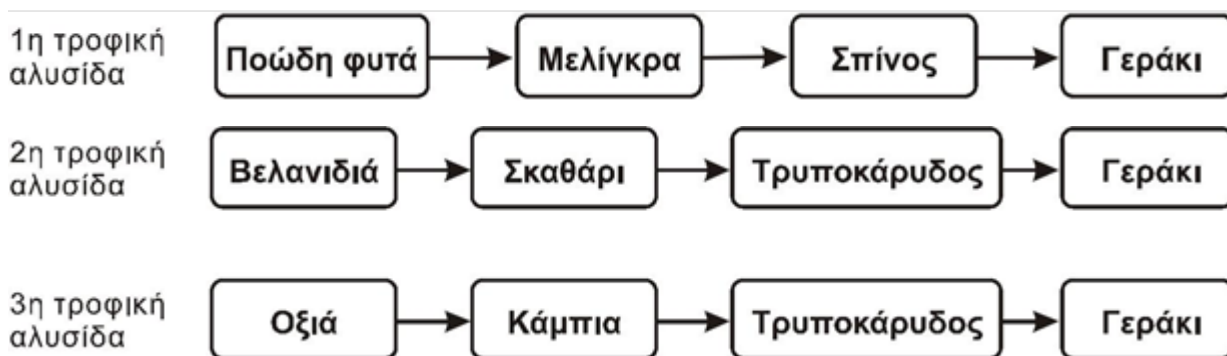 1η τροφική
αλυσίδα
Ποώδη φυτά
Μελίγκρα
Σπίνος
Γεράκι
2η τροφική
αλυσίδα
Βελανιδιά
Σκαθάρι
Τρυποκάρυδος
Γεράκι
3η τροφική
αλυσίδα
Οξιά
Κάμπια
Τρυποκάρυδος
Γεράκι